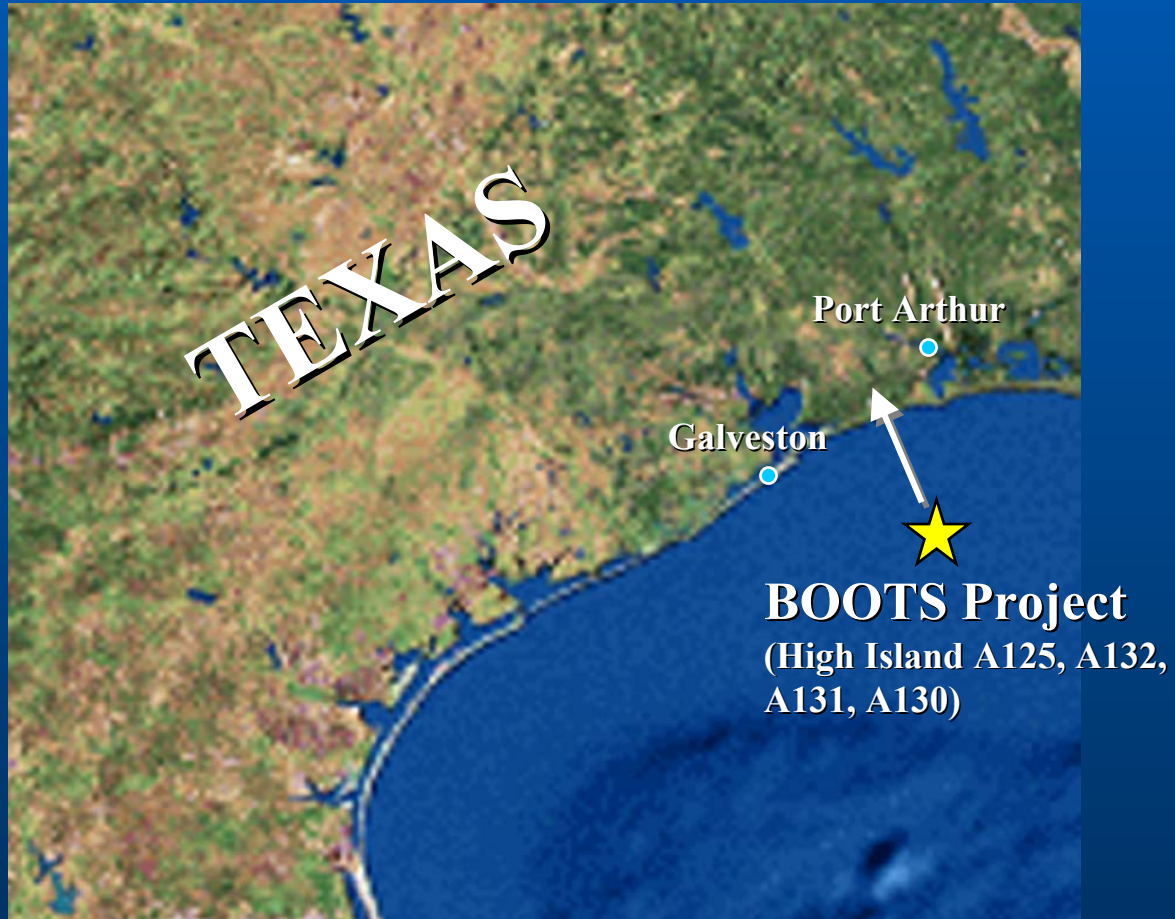 TEXAS
Port Arthur
Galveston
BOOTS Project
(High Island A125, A132,
A131, A130)